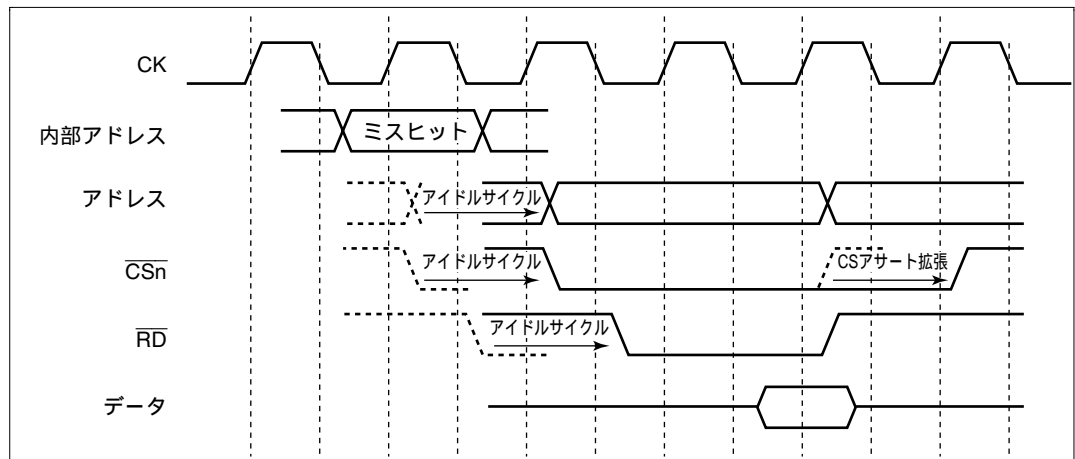 CK
内部アドレス
ミスヒット
アドレス
アイドルサイクル
CSn
アイドルサイクル
CSアサート拡張
RD
アイドルサイクル
データ